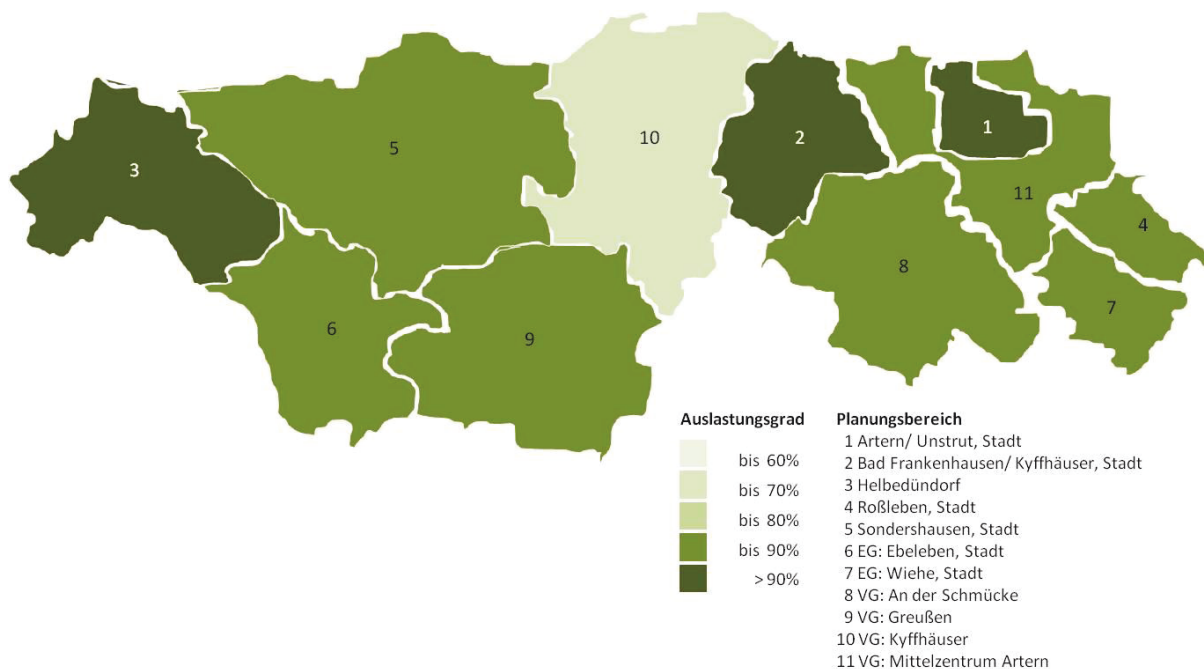 10
2
1
5
3
11
4
8
7
6
9
Auslastungsgrad
bis 60%
bis 70%
bis 80%
bis 90%
> 90%
Planungsbereich
1 Artern/ Unstrut, Stadt
2 Bad Frankenhausen/ Kyffhäuser, Stadt
3 Helbedündorf
4 Roßleben, Stadt
5 Sondershausen, Stadt
6 EG: Ebeleben, Stadt
7 EG: Wiehe, Stadt
8 VG: An der Schmücke
9 VG: Greußen
10 VG: Kyffhäuser
11 VG: Mittelzentrum Artern